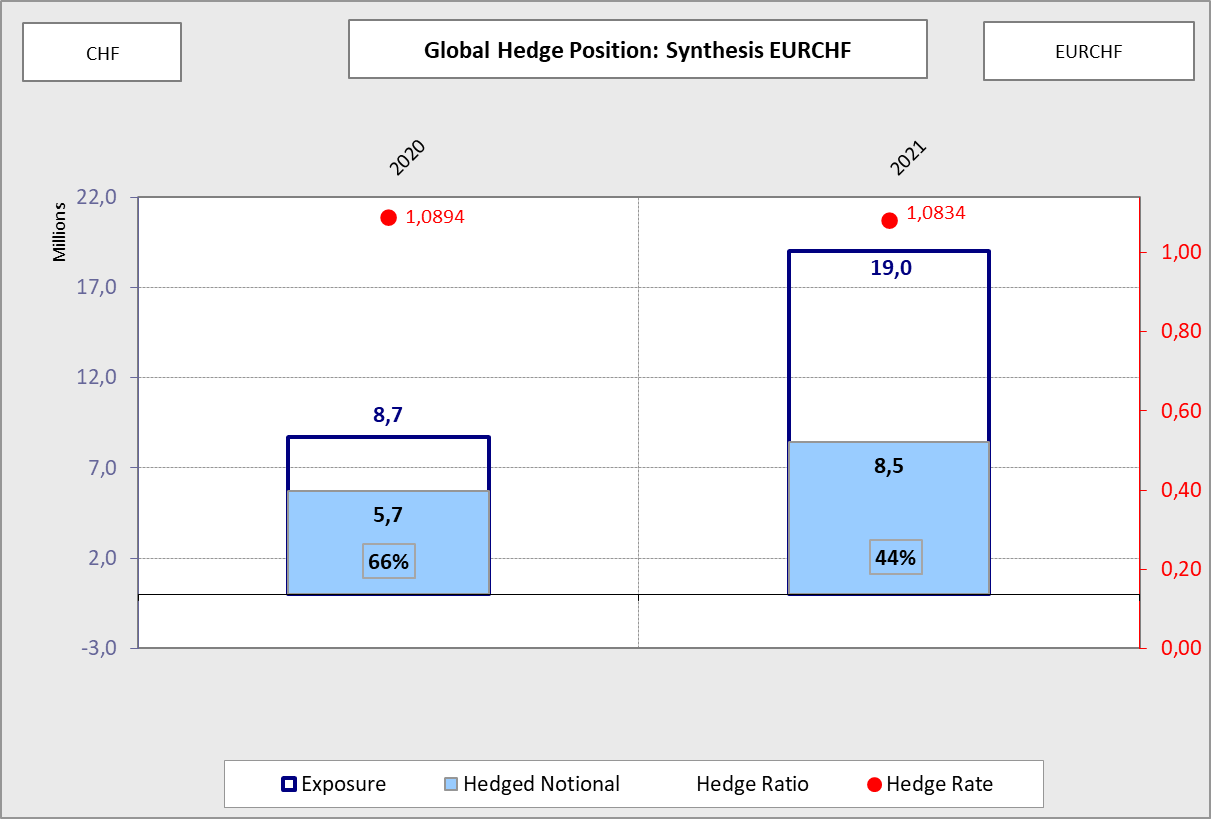 CHF
Global Hedge Position: Synthesis EURCHF
EURCHF
2020
2021
Millions
22,0
17,0
12,0
7,0
2,0
-3,0
1,0894
1,0834
8,7
5,7
66%
19,0
8,5
44%
1,00
0,80
0,60
0,40
0,20
0,00
Exposure
Hedged Notional
Hedge Ratio
Hedge Rate